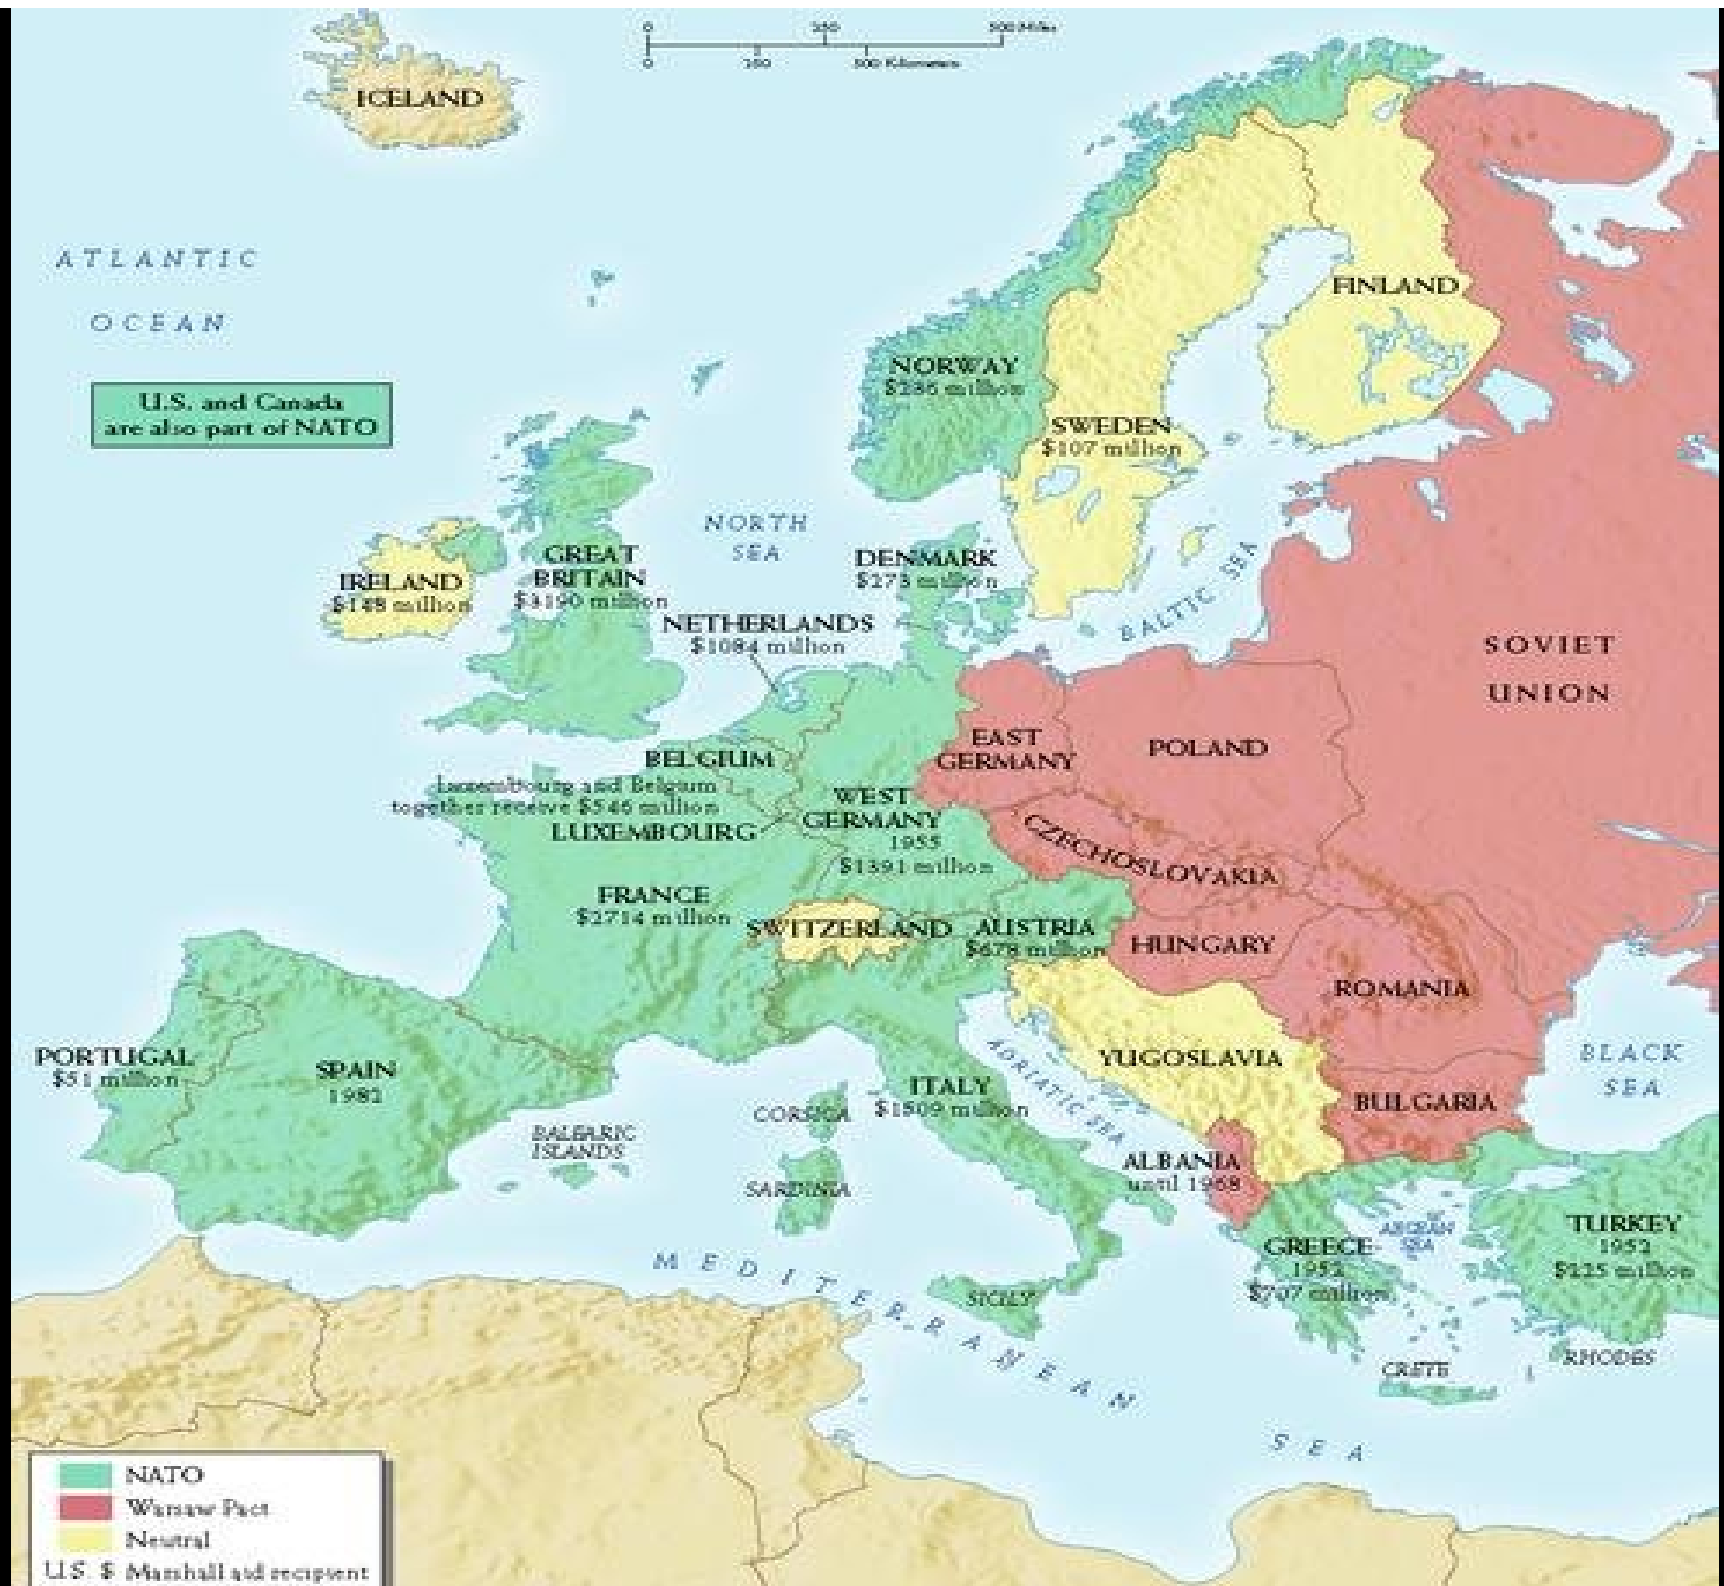 0 250 500 Miles
0 250 500 Kilometers
ICELAND
ATLANTIC
OCEAN
U.S. and Canada
are also part of NATO
FINLAND
NORWAY
million
SWEDEN
$107 million
NORTH
SEA
GREAT
BRITAIN
million
IRELAND
million
DENMARK
$273 million
BALTIC SEA
NETHERLANDS
$1084 million
SOVIET
UNION
EAST
GERMANY
POLAND
BELGIUM
Luxembourg and Belgium
together receive $546 million
LUXEMBOURG
WEST
GERMANY
1955
$1391 million
CZECHOSLOVAKIA
FRANCE
$2714 million
SWITZERLAND
AUSTRIA
$678 million
HUNGARY
ROMANIA
PORTUGAL
$51 million
SPAIN
1982
ITALY
$1509 million
ADRIATIC SEA
YUGOSLAVIA
BLACK
SEA
BULGARIA
CORSICA
BALEARIC
ISLANDS
SARDINIA
ALBANIA
until 1968
AEGEAN
SEA
TURKEY
1952
$225 million
GREECE
1952
$707 million
MEDITERRANEAN
SEA
SICILY
CRETE
RHODES
NATO
Warsaw Pact
Neutral
U.S. $ Marshall aid recipient